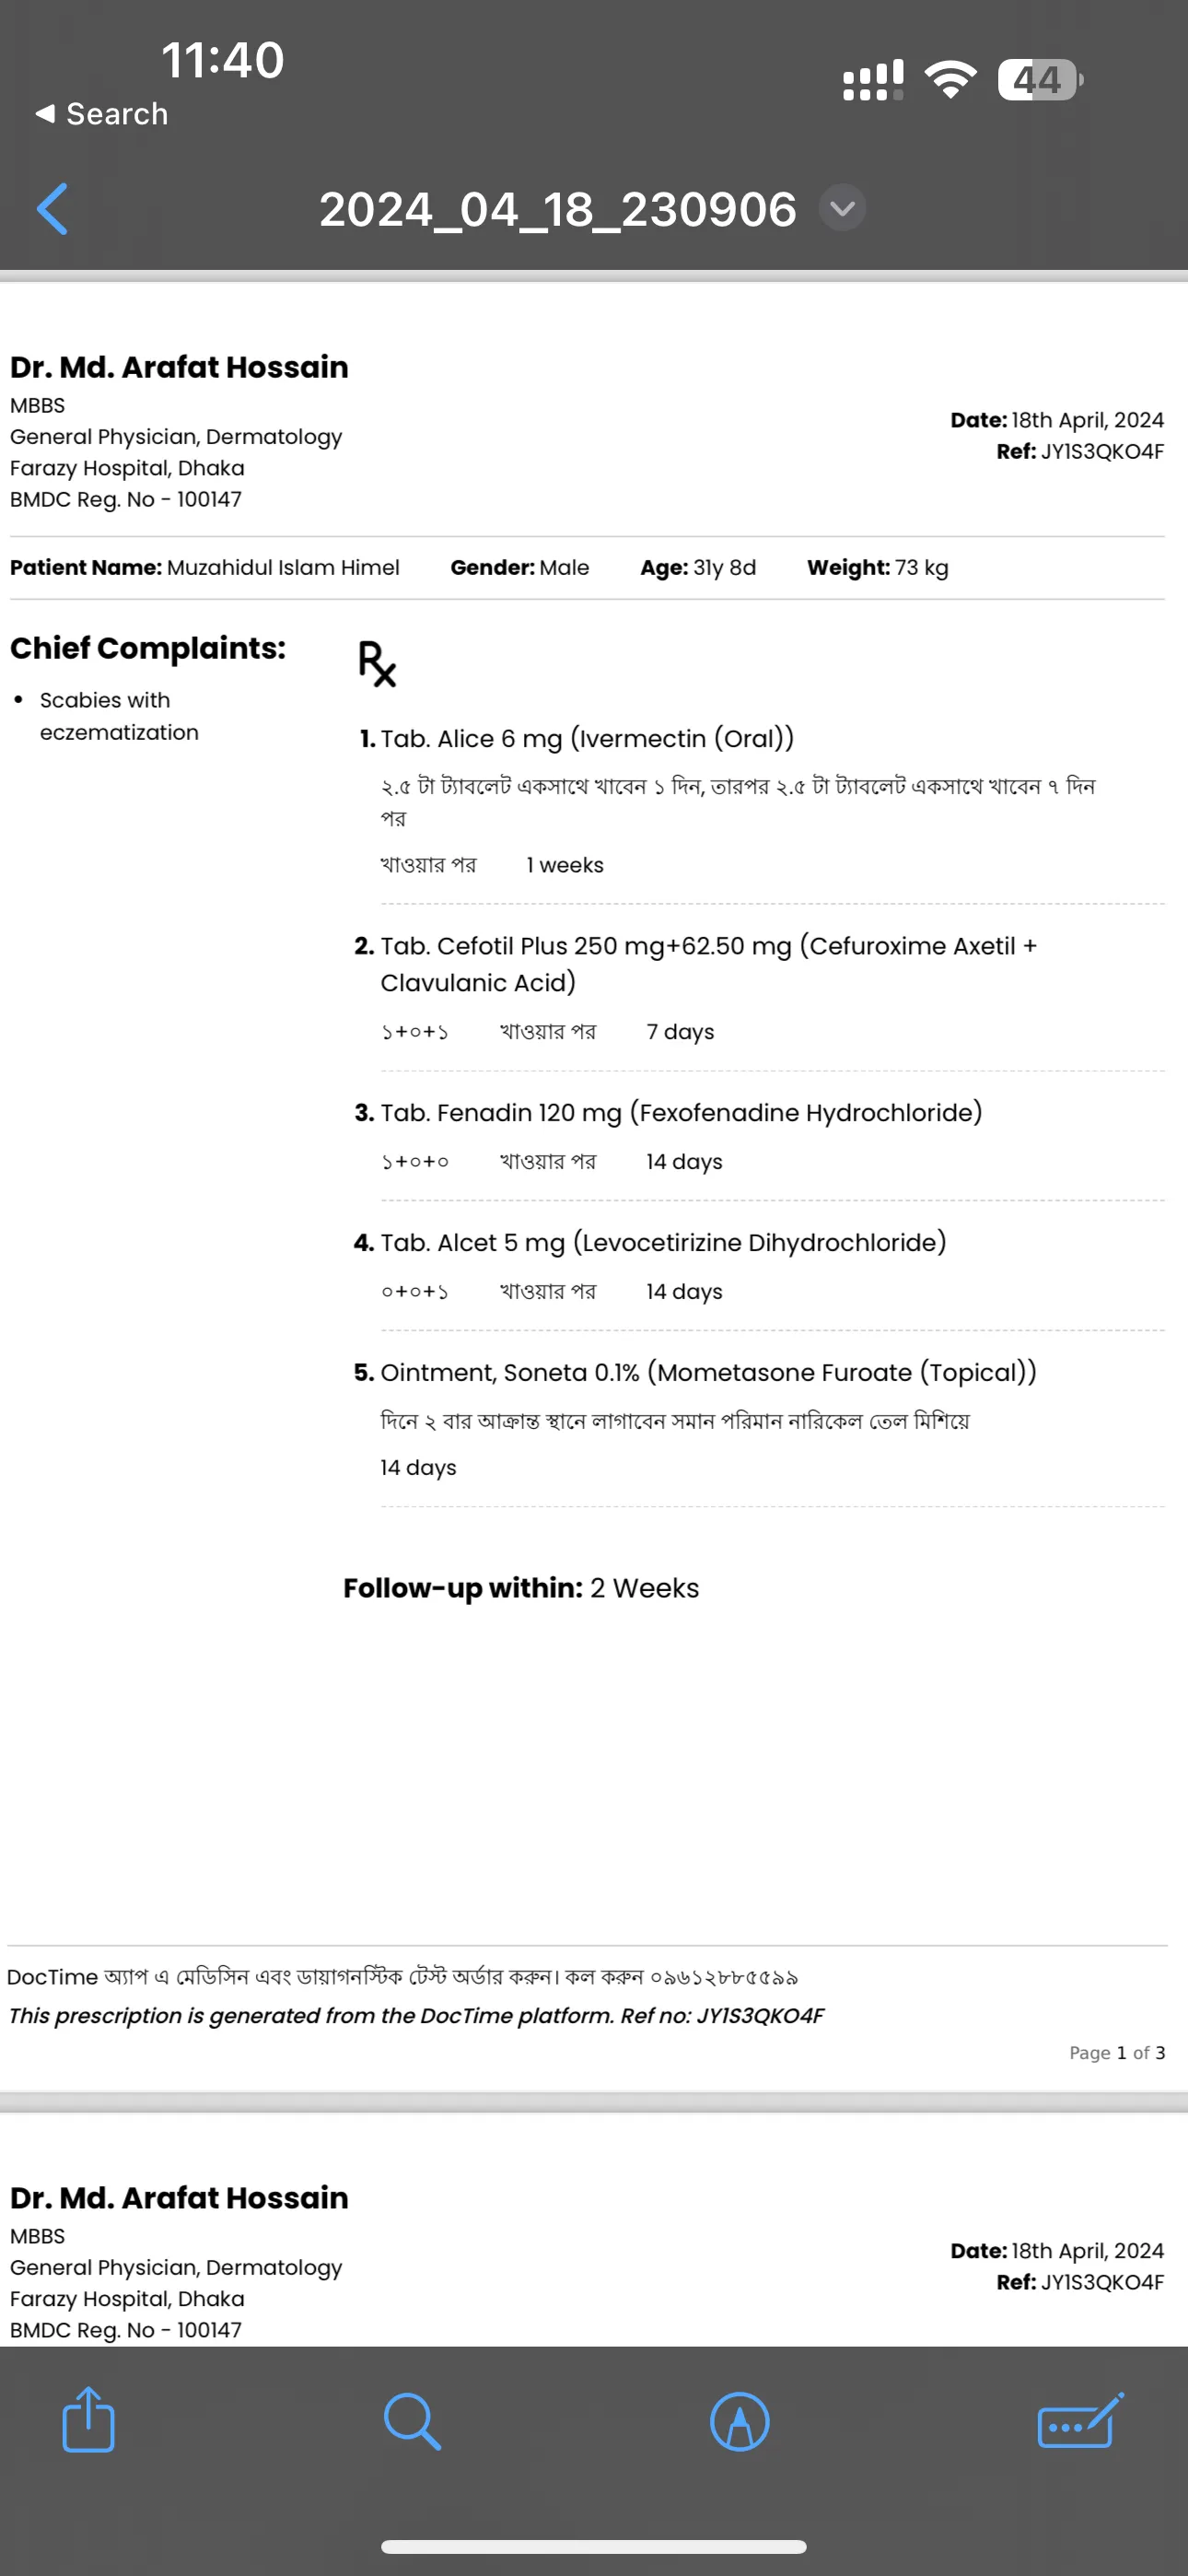 11:40
44
Search
2024_04_18_230906
Dr. Md. Arafat Hossain
MBBS
General Physician, Dermatology
Farazy Hospital, Dhaka
BMDC Reg. No - 100147
Date: 18th April, 2024
Ref: JY1S3QKO4F
Patient Name: Muzahidul Islam Himel Gender: Male Age: 31y 8d Weight: 73 kg
Chief Complaints:
• Scabies with
eczematization
Rx
1. Tab. Alice 6 mg (Ivermectin (Oral))
২.৫ টা ট্যাবলেট একসাথে খাবেন ১ দিন, তারপর ২.৫ টা ট্যাবলেট একসাথে খাবেন ৭ দিন
পর
খাওয়ার পর 1 weeks
2. Tab. Cefotil Plus 250 mg+62.50 mg (Cefuroxime Axetil +
Clavulanic Acid)
১+০+১ খাওয়ার পর 7 days
3. Tab. Fenadin 120 mg (Fexofenadine Hydrochloride)
১+০+০ খাওয়ার পর 14 days
4. Tab. Alcet 5 mg (Levocetirizine Dihydrochloride)
০+০+১ খাওয়ার পর 14 days
5. Ointment, Soneta 0.1% (Mometasone Furoate (Topical))
দিনে ২ বার আক্রান্ত স্থানে লাগাবেন সমান পরিমান নারিকেল তেল মিশিয়ে
14 days
Follow-up within: 2 Weeks
DocTime অ্যাপ এ মেডিসিন এবং ডায়াগনস্টিক টেস্ট অর্ডার করুন। কল করুন ০৯৬১২৮৮৫৫৯৯
This prescription is generated from the DocTime platform. Ref no: JY1S3QKO4F
Page 1 of 3
Dr. Md. Arafat Hossain
MBBS
General Physician, Dermatology
Farazy Hospital, Dhaka
BMDC Reg. No - 100147
Date: 18th April, 2024
Ref: JY1S3QKO4F